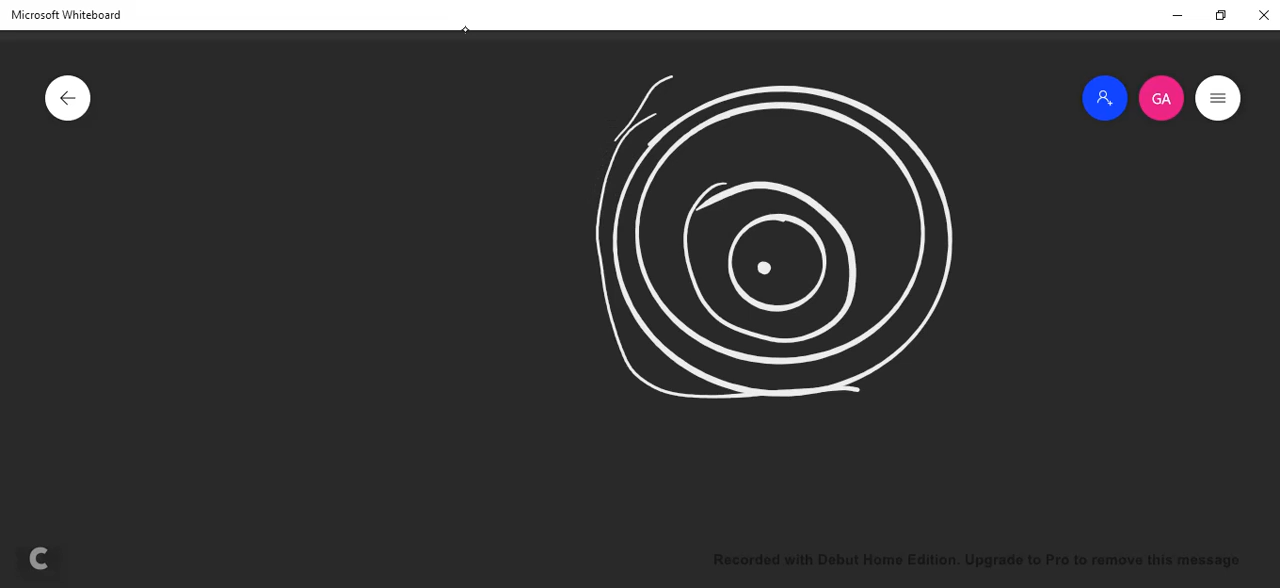 Microsoft Whiteboard
GA
C
Recorded with Debut Home Edition. Upgrade to Pro to remove this message